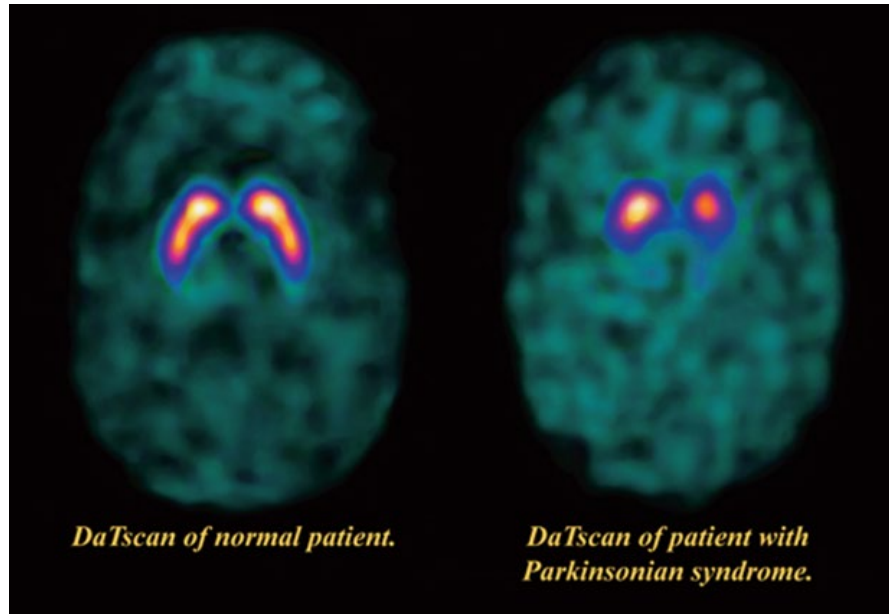 DaTscan of normal patient.
DaTscan of patient with
Parkinsonian syndrome.